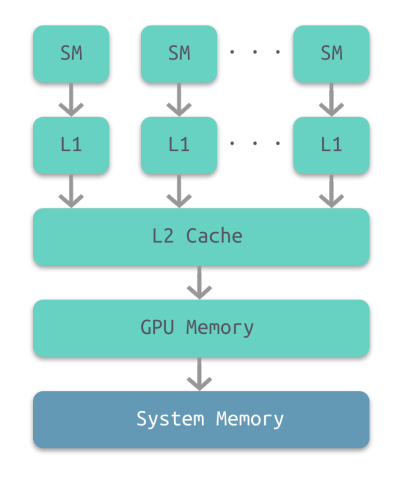 SM SM · · · SM
L1 L1 · · · L1
L2 Cache
GPU Memory
System Memory